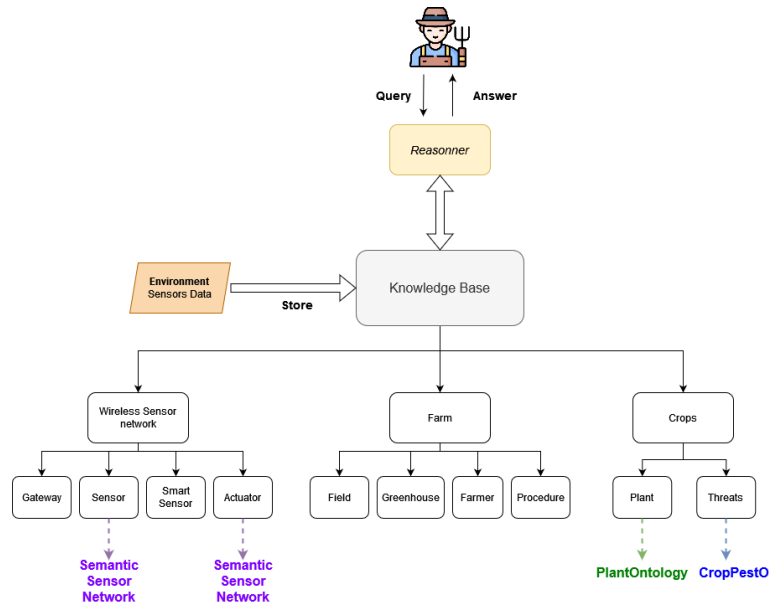 Query
Answer
Reasonner
Environment
Sensors Data
Store
Knowledge Base
Wireless Sensor
network
Farm
Crops
Gateway
Sensor
Smart
Sensor
Actuator
Field
Greenhouse
Farmer
Procedure
Plant
Threats
Semantic
Sensor
Network
Semantic
Sensor
Network
PlantOntology
CropPestO